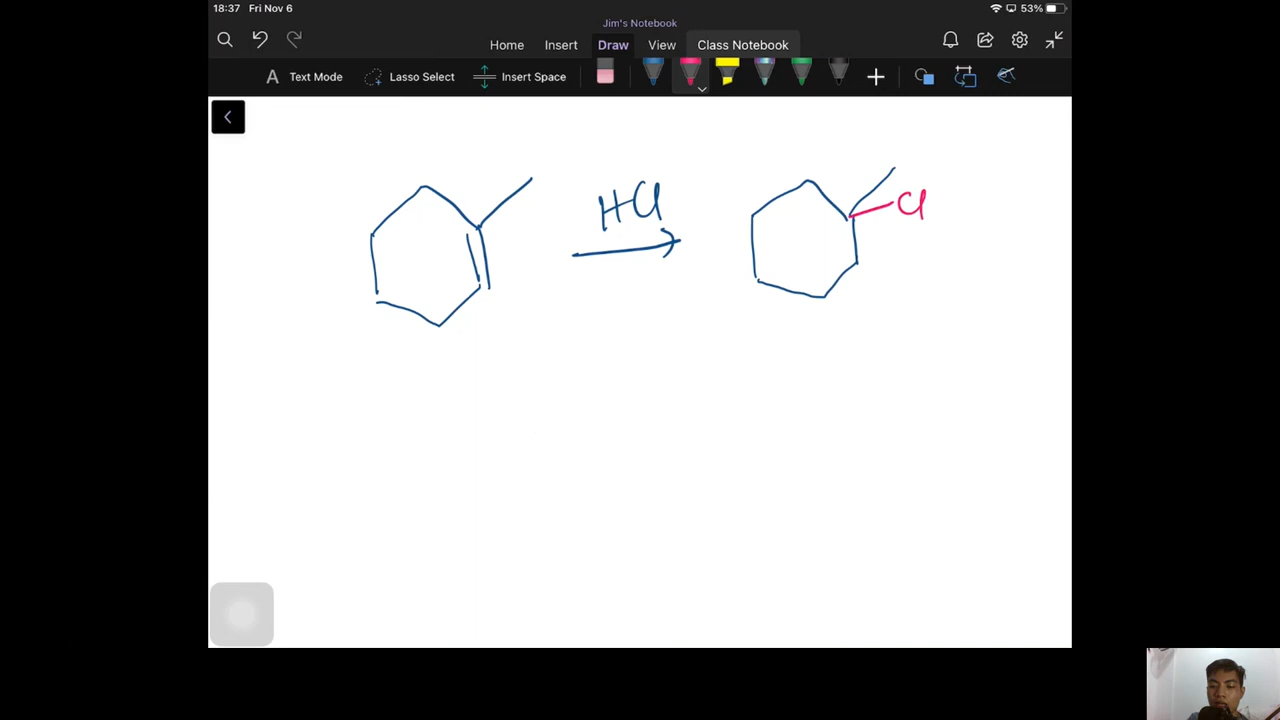 18:37 Fri Nov 6
53%
Jim's Notebook
Home Insert Draw View Class Notebook
A Text Mode Lasso Select Insert Space
HCl
Cl